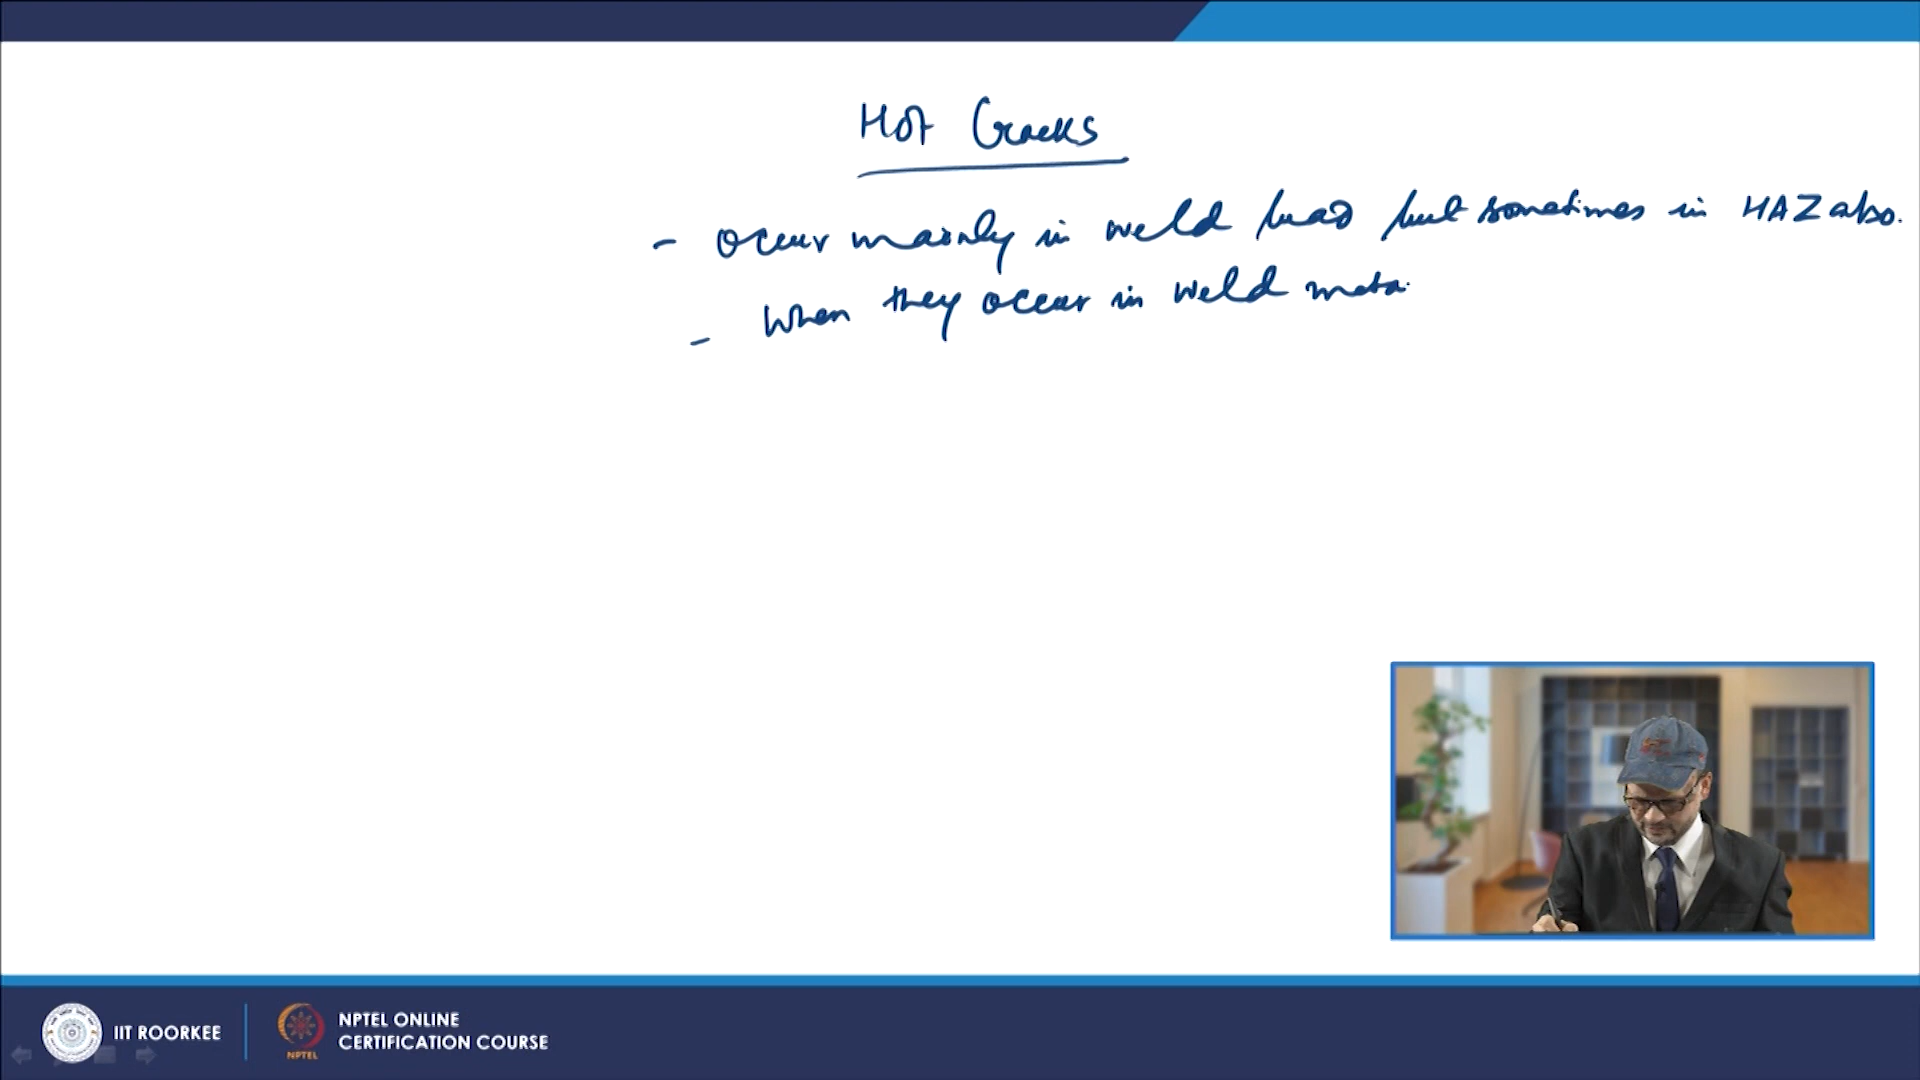 Hot Cracks
- Occur mainly in weld bead but sometimes in HAZ also.
- When they occur in weld meta
IIT ROORKEE
NPTEL
NPTEL ONLINE
CERTIFICATION COURSE